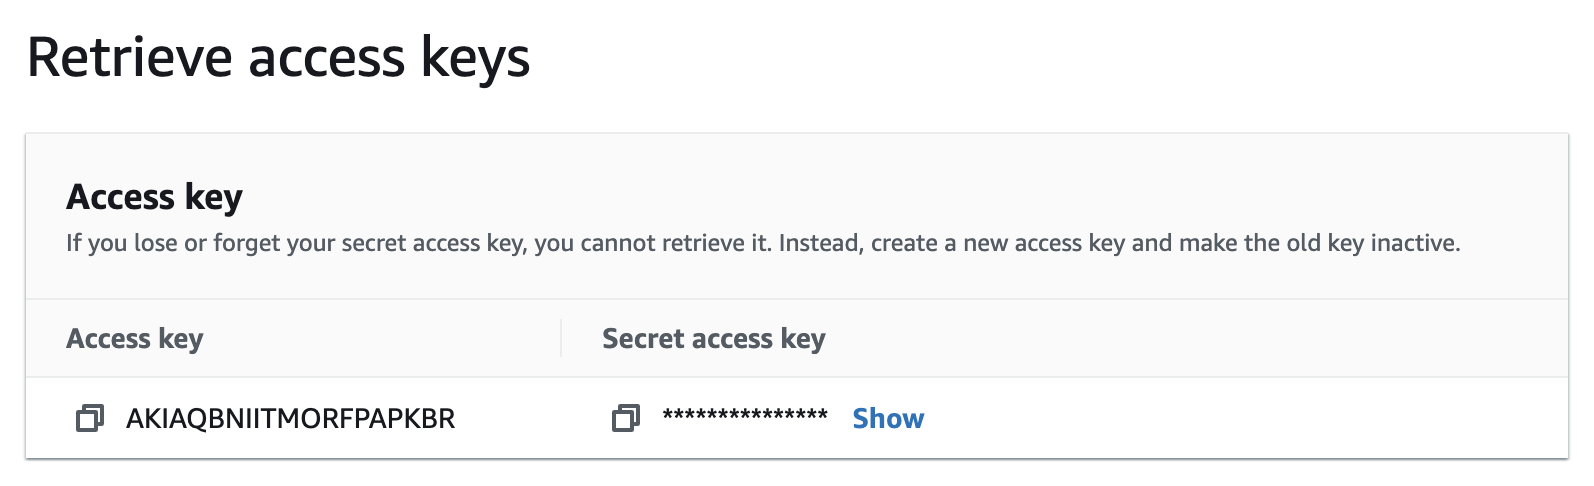 Retrieve access keys
Access key
If you lose or forget your secret access key, you cannot retrieve it. Instead, create a new access key and make the old key inactive.
Access key Secret access key
AKIAQBNIITMORFPAPKBR *************** Show